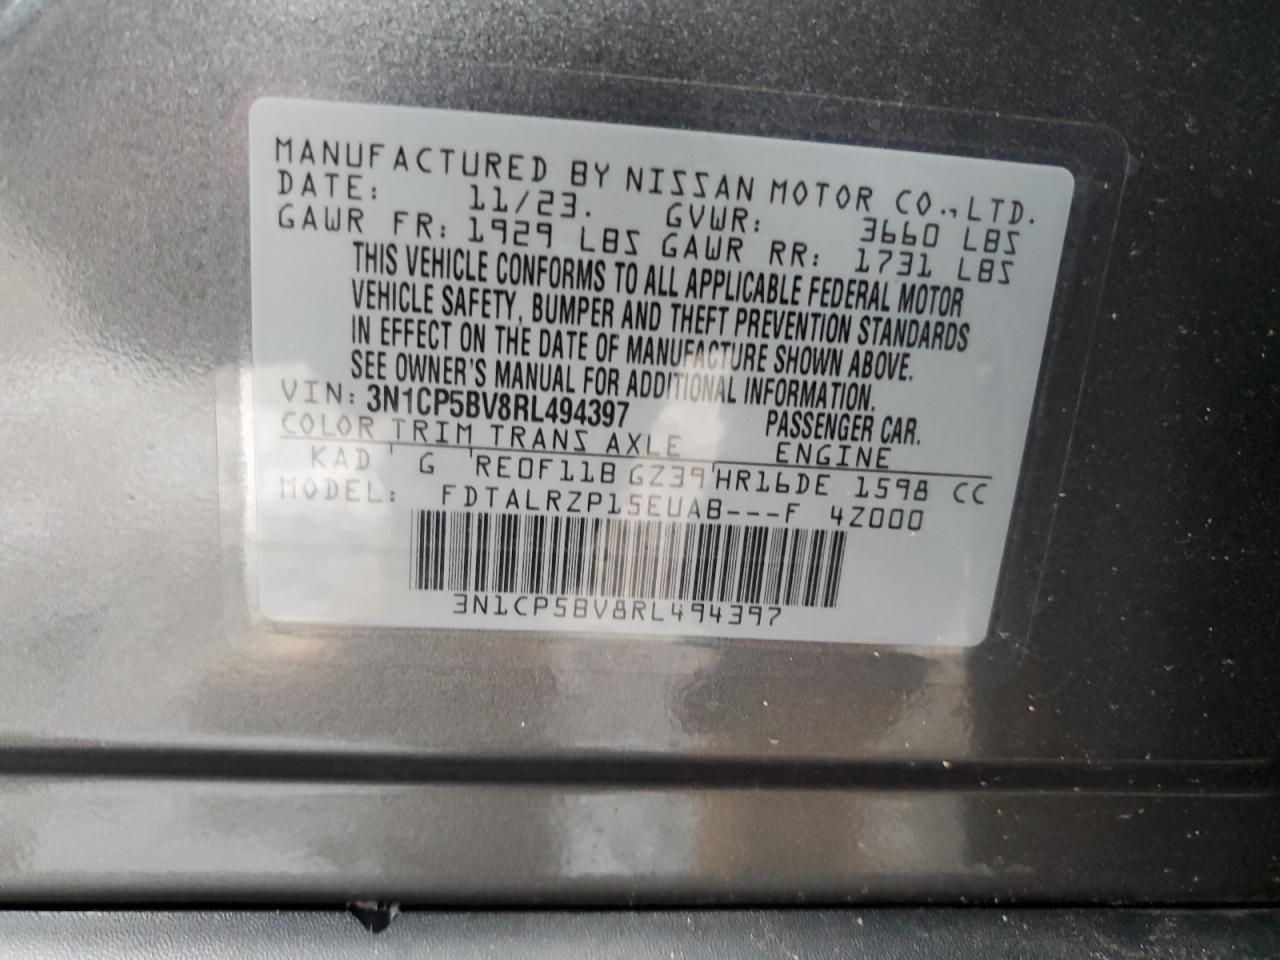 MANUFACTURED BY NISSAN MOTOR CO.,LTD.
DATE: 11/23. GVWR: 3660 LBS
GAWR FR: 1929 LBS GAWR RR: 1731 LBS
THIS VEHICLE CONFORMS TO ALL APPLICABLE FEDERAL MOTOR
VEHICLE SAFETY, BUMPER AND THEFT PREVENTION STANDARDS
IN EFFECT ON THE DATE OF MANUFACTURE SHOWN ABOVE.
SEE OWNER'S MANUAL FOR ADDITIONAL INFORMATION.
VIN: 3N1CP5BV8RL494397 PASSENGER CAR.
COLOR TRIM TRANS AXLE ENGINE
KAD G RE0F11B GZ39 HR16DE 1598 CC
MODEL: FDTALRZP15EUAB---F 4Z000
3N1CP5BV8RL494397